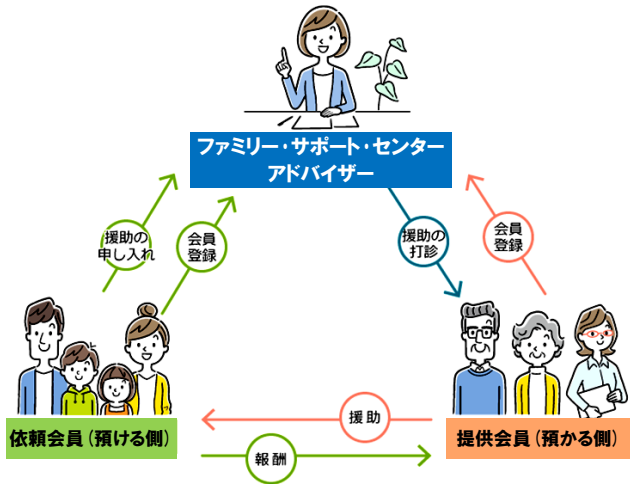 ファミリー・サポート・センター
アドバイザー
援助の
申し入れ
会員
登録
援助の
打診
会員
登録
援助
依頼会員(預ける側)
提供会員(預かる側)
報酬